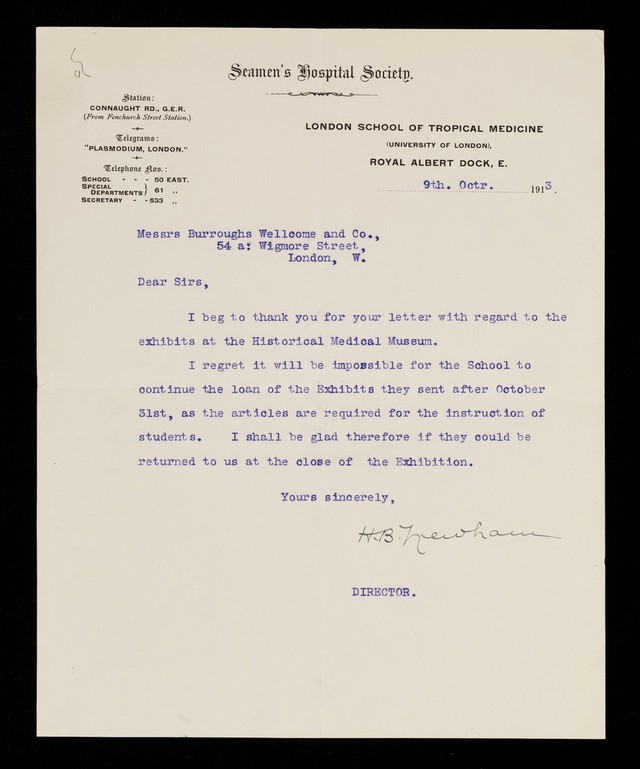 Seamen's Hospital Society.
Station:
CONNAUGHT RD., G.E.R.
(From Fenchurch Street Station.)
Telegrams:
"PLASMODIUM, LONDON."
Telephone Nos.:
SCHOOL - - - 50 EAST.
SPECIAL DEPARTMENTS} 61 ,,
SECRETARY - - 533 ,,
LONDON SCHOOL OF TROPICAL MEDICINE
(UNIVERSITY OF LONDON),
ROYAL ALBERT DOCK, E.
9th. Octr. 1913.
Messrs Burroughs Wellcome and Co.,
54 a: Wigmore Street,
London, W.
Dear Sirs,
I beg to thank you for your letter with regard to the
exhibits at the Historical Medical Museum.
I regret it will be impossible for the School to
continue the loan of the Exhibits they sent after October
31st, as the articles are required for the instruction of
students. I shall be glad therefore if they could be
returned to us at the close of the Exhibition.
Yours sincerely,
H.B. Newham
DIRECTOR.